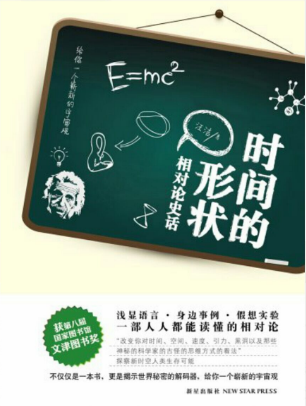 给你一个崭新的宇宙观
E=mc²
汪洁/著
时间的
形状
相对论史话
获第八届
国家图书馆
文津图书奖
浅显语言·身边事例·假想实验
一部人人都能读懂的相对论
“改变你对时间、空间、速度、引力、黑洞以及那些
神秘的科学家的古怪的思维方式的看法”
探察新时空人类生存可能
不仅仅是一本书，更是揭示世界秘密的解码器，给你一个崭新的宇宙观
新星出版社 NEW STAR PRESS